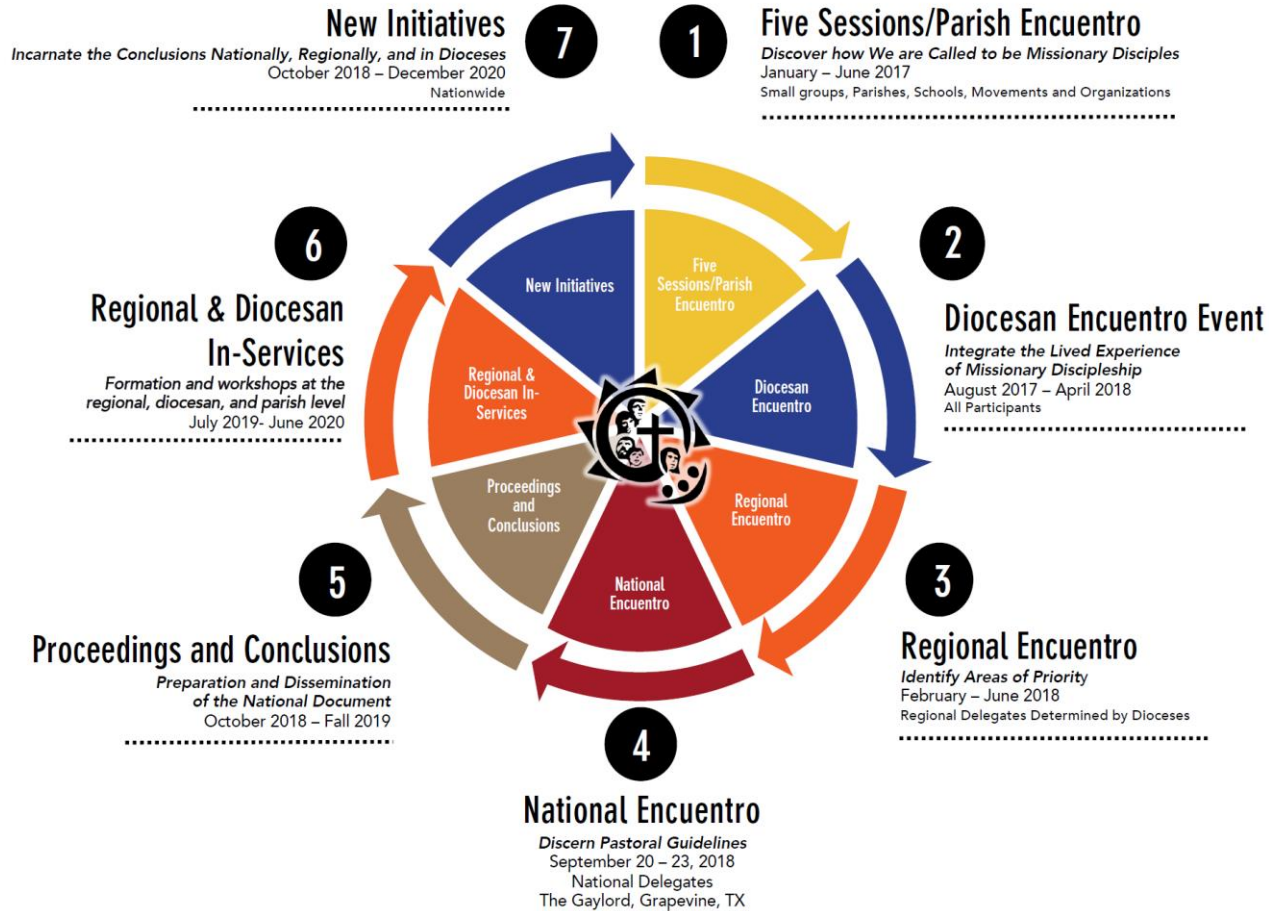 New Initiatives
Incarnate the Conclusions Nationally, Regionally, and in Dioceses
October 2018 – December 2020
Nationwide
7
1
Five Sessions/Parish Encuentro
Discover how We are Called to be Missionary Disciples
January – June 2017
Small groups, Parishes, Schools, Movements and Organizations
2
Diocesan Encuentro Event
Integrate the Lived Experience
of Missionary Discipleship
August 2017 – April 2018
All Participants
3
Regional Encuentro
Identify Areas of Priority
February – June 2018
Regional Delegates Determined by Dioceses
4
National Encuentro
Discern Pastoral Guidelines
September 20 – 23, 2018
National Delegates
The Gaylord, Grapevine, TX
5
Proceedings and Conclusions
Preparation and Dissemination
of the National Document
October 2018 – Fall 2019
6
Regional & Diocesan
In-Services
Formation and workshops at the
regional, diocesan, and parish level
July 2019- June 2020
New Initiatives
Five
Sessions/Parish
Encuentro
Diocesan
Encuentro
Regional
Encuentro
National
Encuentro
Proceedings
and
Conclusions
Regional &
Diocesan In-
Services